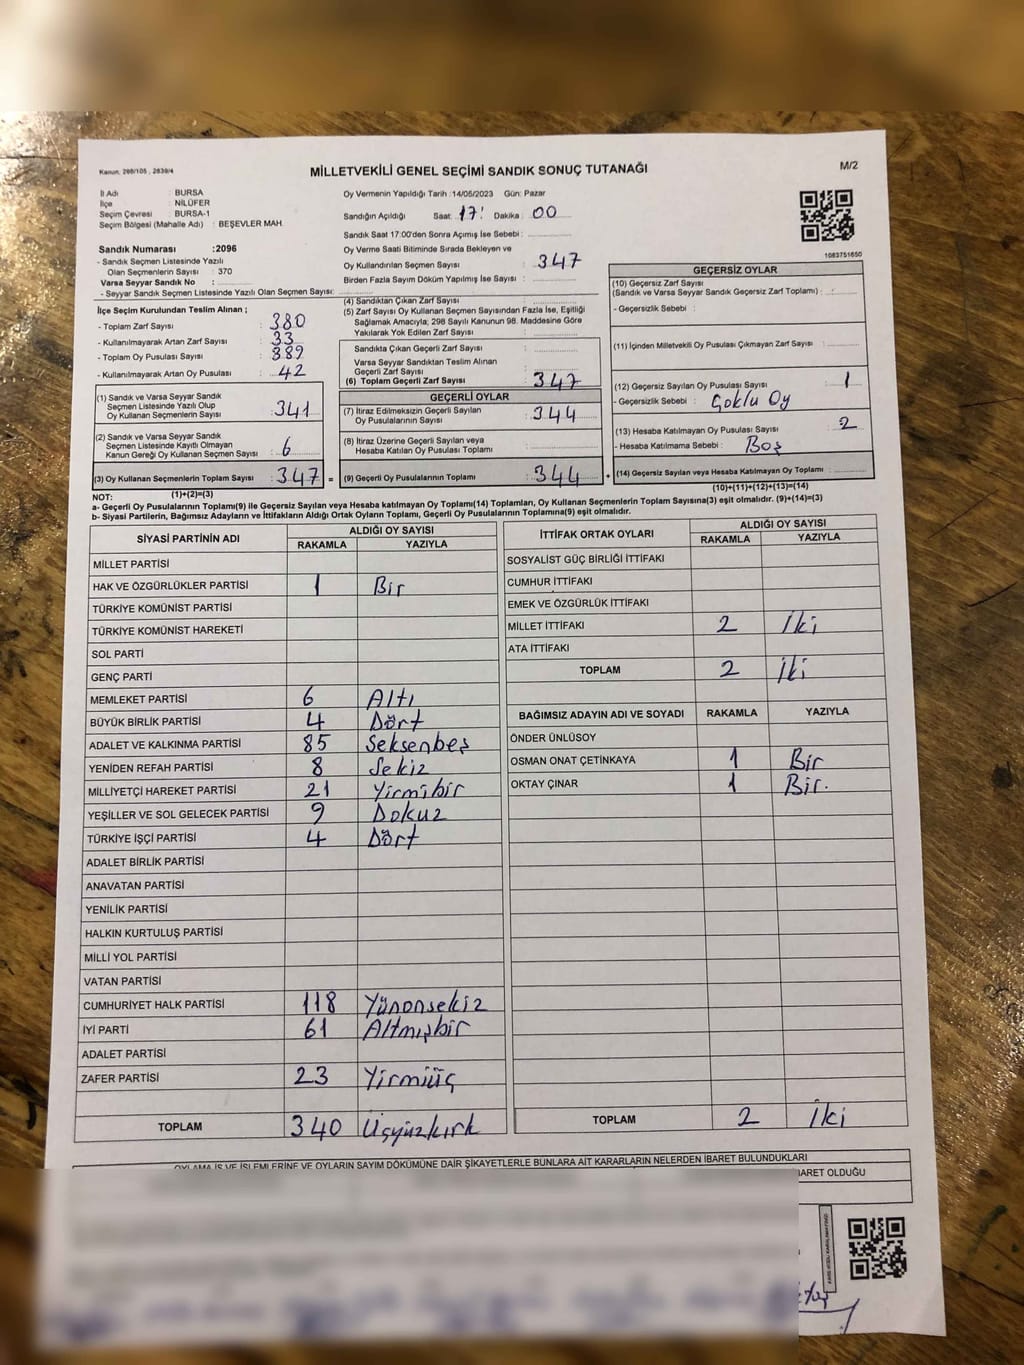 Kanun, 298/105 , 2839/4
MİLLETVEKİLİ GENEL SEÇİMİ SANDIK SONUÇ TUTANAĞI
M/2
İl Adı : BURSA
İlçe : NİLÜFER
Seçim Çevresi : BURSA-1
Seçim Bölgesi (Mahalle Adı) : BEŞEVLER MAH.
Sandık Numarası :2096
- Sandık Seçmen Listesinde Yazılı
Olan Seçmenlerin Sayısı : 370
Varsa Seyyar Sandık No :
- Seyyar Sandık Seçmen Listesinde Yazılı Olan Seçmen Sayısı:
Oy Vermenin Yapıldığı Tarih :14/05/2023 Gün: Pazar
Sandığın Açıldığı Saat: 17: Dakika : 00
Sandık Saat 17:00'den Sonra Açımış İse Sebebi :
Oy Verme Saati Bitiminde Sırada Bekleyen ve
Oy Kullandırılan Seçmen Sayısı : 347
Birden Fazla Sayım Döküm Yapılmış İse Sayısı :
1083751650
İlçe Seçim Kurulundan Teslim Alınan ;
- Toplam Zarf Sayısı : 380
- Kullanılmayarak Artan Zarf Sayısı : 33
- Toplam Oy Pusulası Sayısı : 389
- Kullanılmayarak Artan Oy Pusulası : 42
(1) Sandık ve Varsa Seyyar Sandık
Seçmen Listesinde Yazılı Olup
Oy Kullanan Seçmenlerin Sayısı : 341
(2) Sandık ve Varsa Seyyar Sandık
Seçmen Listesinde Kayıtlı Olmayan
Kanun Gereği Oy Kullanan Seçmen Sayısı : 6
(3) Oy Kullanan Seçmenlerin Toplam Sayısı : 347 =
(1)+(2)=(3)
(4) Sandıktan Çıkan Zarf Sayısı :
(5) Zarf Sayısı Oy Kullanan Seçmen Sayısından Fazla İse, Eşitliği
Sağlamak Amacıyla; 298 Sayılı Kanunun 98. Maddesine Göre
Yakılarak Yok Edilen Zarf Sayısı :
Sandıkta Çıkan Geçerli Zarf Sayısı :
Varsa Seyyar Sandıktan Teslim Alınan
Geçerli Zarf Sayısı :
(6) Toplam Geçerli Zarf Sayısı : 347
GEÇERLİ OYLAR
(7) İtiraz Edilmeksizin Geçerli Sayılan
Oy Pusulalarının Sayısı : 344
(8) İtiraz Üzerine Geçerli Sayılan veya
Hesaba Katılan Oy Pusulası Toplamı :
(9) Geçerli Oy Pusulalarının Toplamı : 344 +
GEÇERSİZ OYLAR
(10) Geçersiz Zarf Sayısı
(Sandık ve Varsa Seyyar Sandık Geçersiz Zarf Toplamı) :
- Geçersizlik Sebebi :
(11) İçinden Milletvekili Oy Pusulası Çıkmayan Zarf Sayısı :
(12) Geçersiz Sayılan Oy Pusulası Sayısı : 1
- Geçersizlik Sebebi : Çoklu Oy
(13) Hesaba Katılmayan Oy Pusulası Sayısı : 2
- Hesaba Katılmama Sebebi : Boş
(14) Geçersiz Sayılan veya Hesaba Katılmayan Oy Toplamı :
(10)+(11)+(12)+(13)=(14)
NOT:
a- Geçerli Oy Pusulalarının Toplamı(9) ile Geçersiz Sayılan veya Hesaba Katılmayan Oy Toplamı(14) Toplamları, Oy Kullanan Seçmenlerin Toplam Sayısına(3) eşit olmalıdır. (9)+(14)=(3)
b- Siyasi Partilerin, Bağımsız Adayların ve İttifakların Aldığı Ortak Oyların Toplamı, Geçerli Oy Pusulalarının Toplamına(9) eşit olmalıdır.
SİYASİ PARTİNİN ADI ALDIĞI OY SAYISI
RAKAMLA YAZIYLA
MİLLET PARTİSİ
HAK VE ÖZGÜRLÜKLER PARTİSİ 1 Bir
TÜRKİYE KOMÜNİST PARTİSİ
TÜRKİYE KOMÜNİST HAREKETİ
SOL PARTİ
GENÇ PARTİ
MEMLEKET PARTİSİ 6 Altı
BÜYÜK BİRLİK PARTİSİ 4 Dört
ADALET VE KALKINMA PARTİSİ 85 Seksenbeş
YENİDEN REFAH PARTİSİ 8 Sekiz
MİLLİYETÇİ HAREKET PARTİSİ 21 Yirmibir
YEŞİLLER VE SOL GELECEK PARTİSİ 9 Dokuz
TÜRKİYE İŞÇİ PARTİSİ 4 Dört
ADALET BİRLİK PARTİSİ
ANAVATAN PARTİSİ
YENİLİK PARTİSİ
HALKIN KURTULUŞ PARTİSİ
MİLLİ YOL PARTİSİ
VATAN PARTİSİ
CUMHURİYET HALK PARTİSİ 118 Yünonsekiz
İYİ PARTİ 61 Altmışbir
ADALET PARTİSİ
ZAFER PARTİSİ 23 Yirmiüç
TOPLAM 340 Üçyüzkırk
İTTİFAK ORTAK OYLARI ALDIĞI OY SAYISI
RAKAMLA YAZIYLA
SOSYALİST GÜÇ BİRLİĞİ İTTİFAKI
CUMHUR İTTİFAKI
EMEK VE ÖZGÜRLÜK İTTİFAKI
MİLLET İTTİFAKI 2 İki
ATA İTTİFAKI
TOPLAM 2 İki
BAĞIMSIZ ADAYIN ADI VE SOYADI RAKAMLA YAZIYLA
ÖNDER ÜNLÜSOY
OSMAN ONAT ÇETİNKAYA 1 Bir
OKTAY ÇINAR 1 Bir.
TOPLAM 2 İki
OYLAMA İŞ VE İŞLEMLERİNE VE OYLARIN SAYIM DÖKÜMÜNE DAİR ŞİKAYETLERLE BUNLARA AİT KARARLARIN NELERDEN İBARET BULUNDUKLARI
BARET OLDUĞU